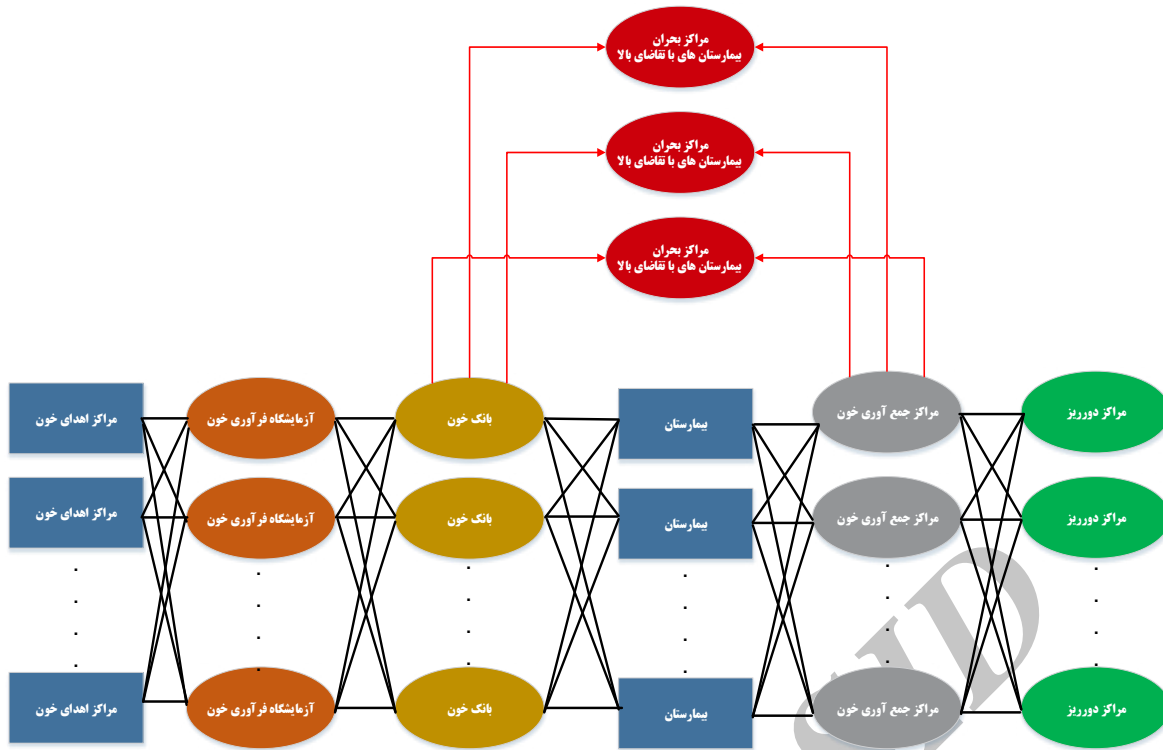 مراکز بحران
بیمارستان های با تقاضای بالا
مراکز بحران
بیمارستان های با تقاضای بالا
مراکز بحران
بیمارستان های با تقاضای بالا
مراکز اهدای خون
آزمایشگاه فرآوری خون
بانک خون
بیمارستان
مراکز جمع آوری خون
مراکز دورریز
مراکز اهدای خون
آزمایشگاه فرآوری خون
بانک خون
بیمارستان
مراکز جمع آوری خون
مراکز دورریز
مراکز اهدای خون
آزمایشگاه فرآوری خون
بانک خون
بیمارستان
مراکز جمع آوری خون
مراکز دورریز
SID